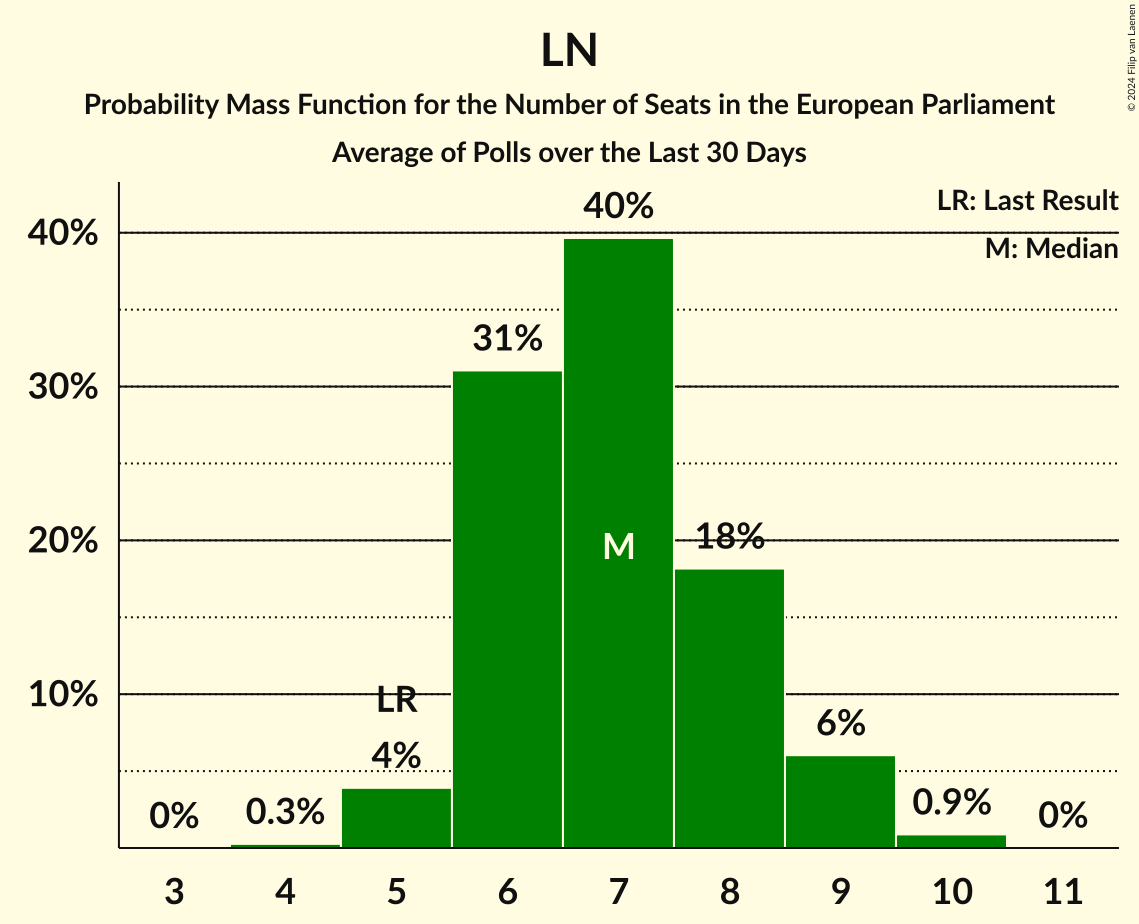 LN
Probability Mass Function for the Number of Seats in the European Parliament
Average of Polls over the Last 30 Days
© 2024 Filip van Laenen
LR: Last Result
M: Median
40%
30%
20%
10%
0%
0.3%
LR
4%
31%
40%
M
18%
6%
0.9%
0%
3 4 5 6 7 8 9 10 11